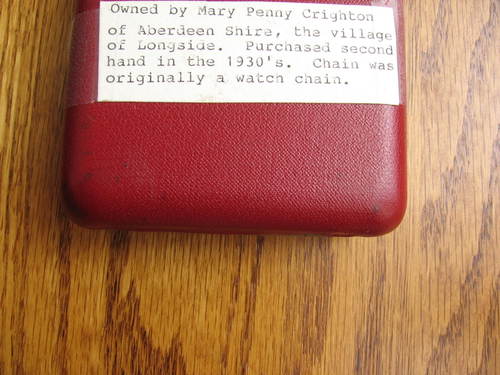 Owned by Mary Penny Crighton
of Aberdeen Shire, the village
of Longside.  Purchased second
hand in the 1930's.  Chain was
originally a watch chain.